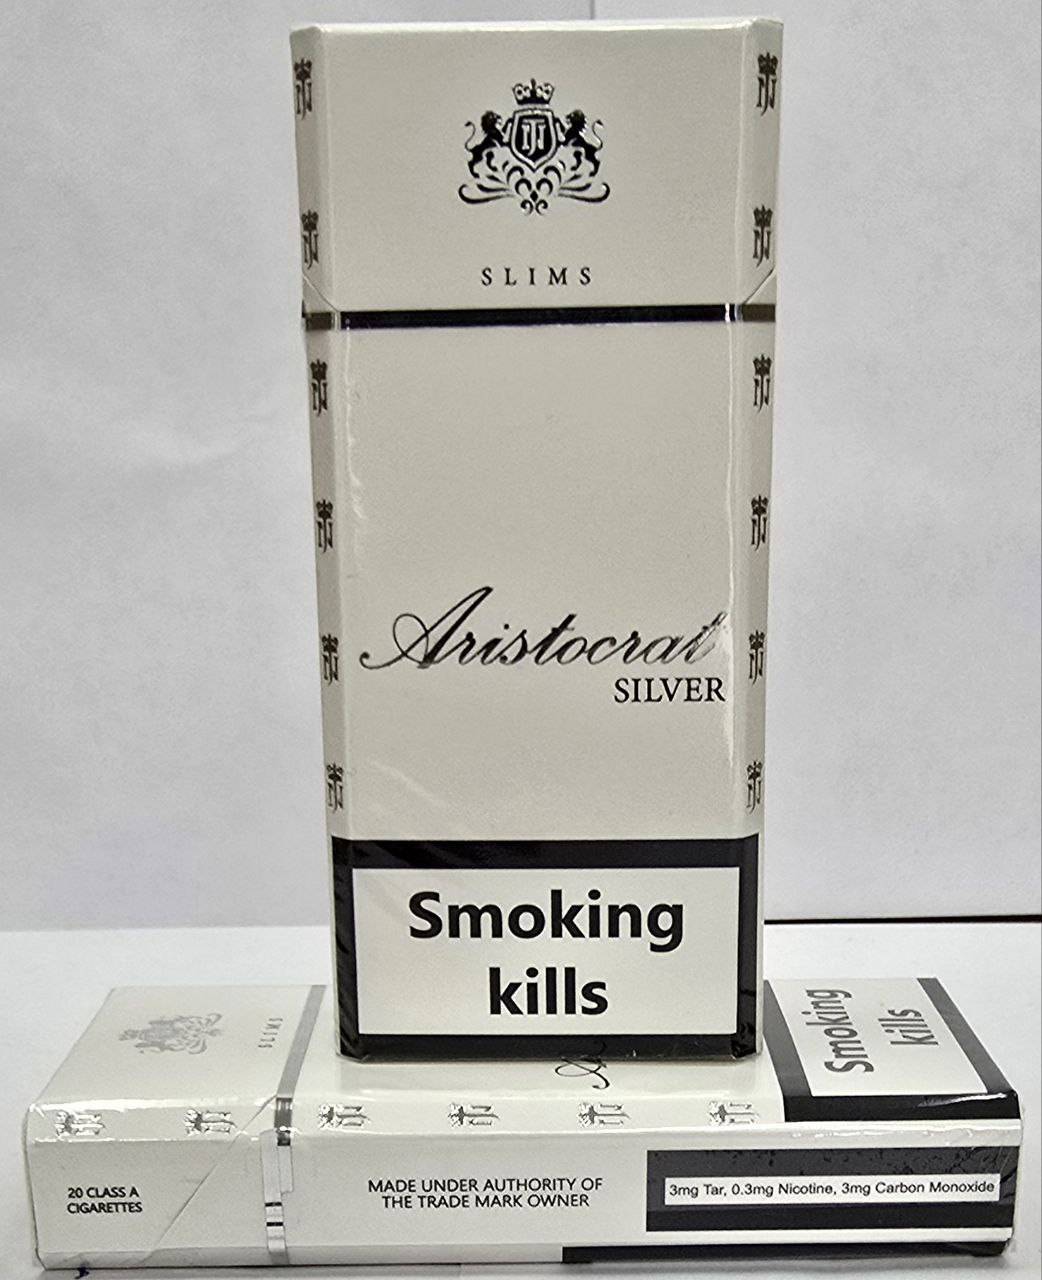 SLIMS
Aristocrat
SILVER
Smoking
kills
SLIMS
Smoking
kills
20 CLASS A
CIGARETTES
MADE UNDER AUTHORITY OF
THE TRADE MARK OWNER
3mg Tar, 0.3mg Nicotine, 3mg Carbon Monoxide